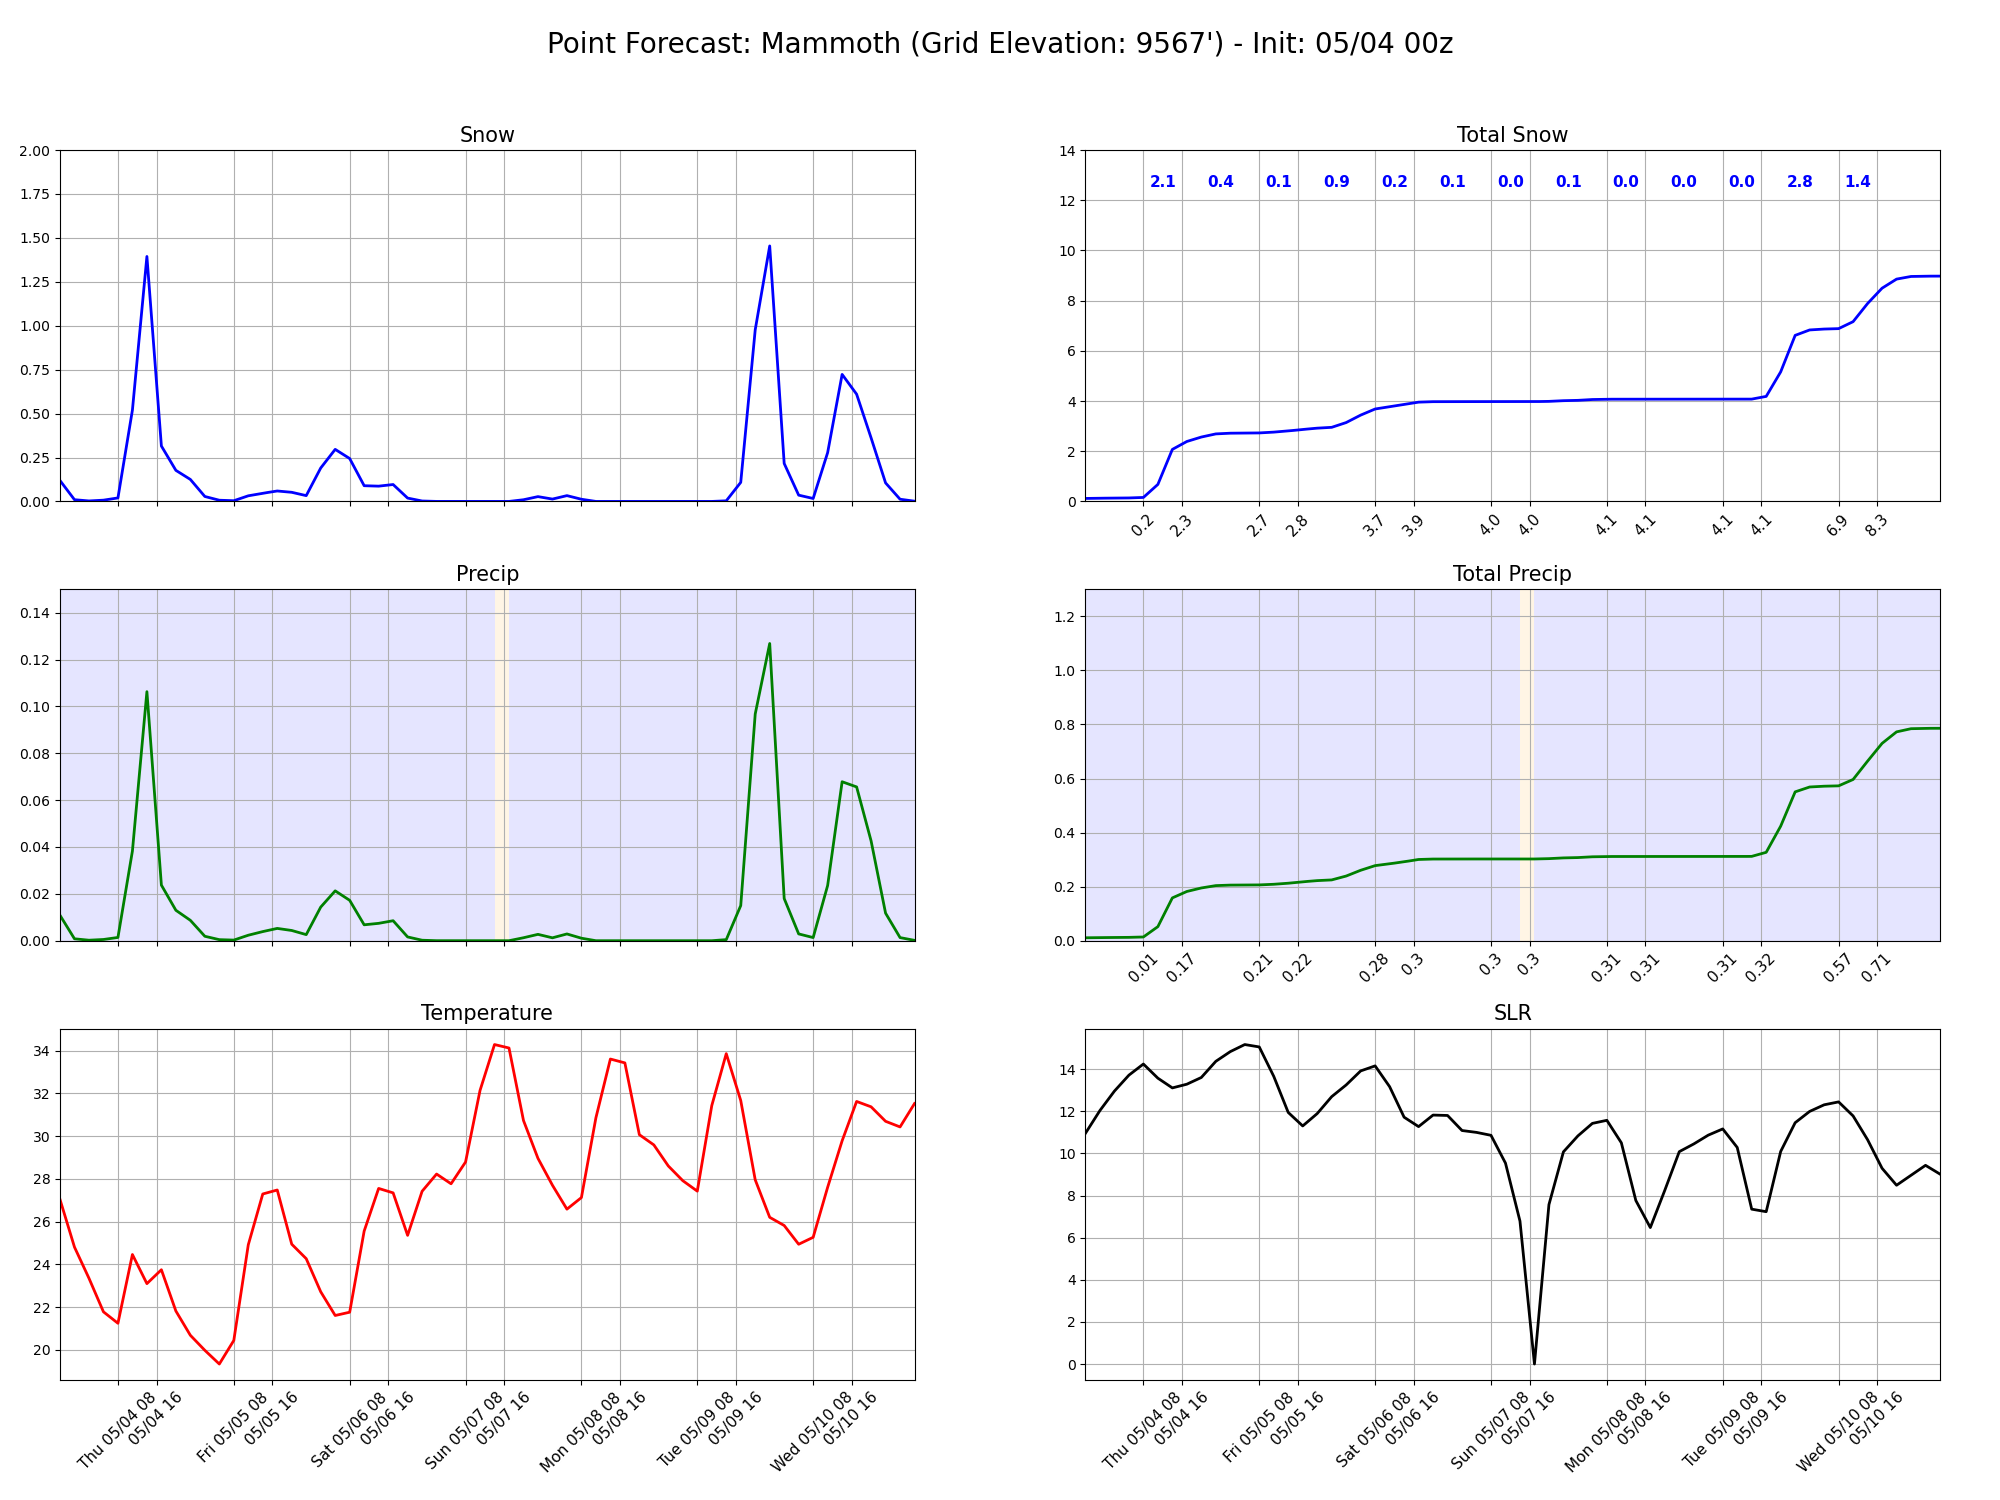 Point Forecast: Mammoth (Grid Elevation: 9567') - Init: 05/04 00z
Snow
2.00
1.75
1.50
1.25
1.00
0.75
0.50
0.25
0.00
Total Snow
14
12
10
8
6
4
2
0
2.1 0.4 0.1 0.9 0.2 0.1 0.0 0.1 0.0 0.0 0.0 2.8 1.4
0.2 2.3 2.7 2.8 3.7 3.9 4.0 4.0 4.1 4.1 4.1 4.1 6.9 8.3
Precip
0.14
0.12
0.10
0.08
0.06
0.04
0.02
0.00
Total Precip
1.2
1.0
0.8
0.6
0.4
0.2
0.0
0.01 0.17 0.21 0.22 0.28 0.3 0.3 0.3 0.31 0.31 0.31 0.32 0.57 0.71
Temperature
34
32
30
28
26
24
22
20
Thu 05/04 08
05/04 16
Fri 05/05 08
05/05 16
Sat 05/06 08
05/06 16
Sun 05/07 08
05/07 16
Mon 05/08 08
05/08 16
Tue 05/09 08
05/09 16
Wed 05/10 08
05/10 16
SLR
14
12
10
8
6
4
2
0
Thu 05/04 08
05/04 16
Fri 05/05 08
05/05 16
Sat 05/06 08
05/06 16
Sun 05/07 08
05/07 16
Mon 05/08 08
05/08 16
Tue 05/09 08
05/09 16
Wed 05/10 08
05/10 16